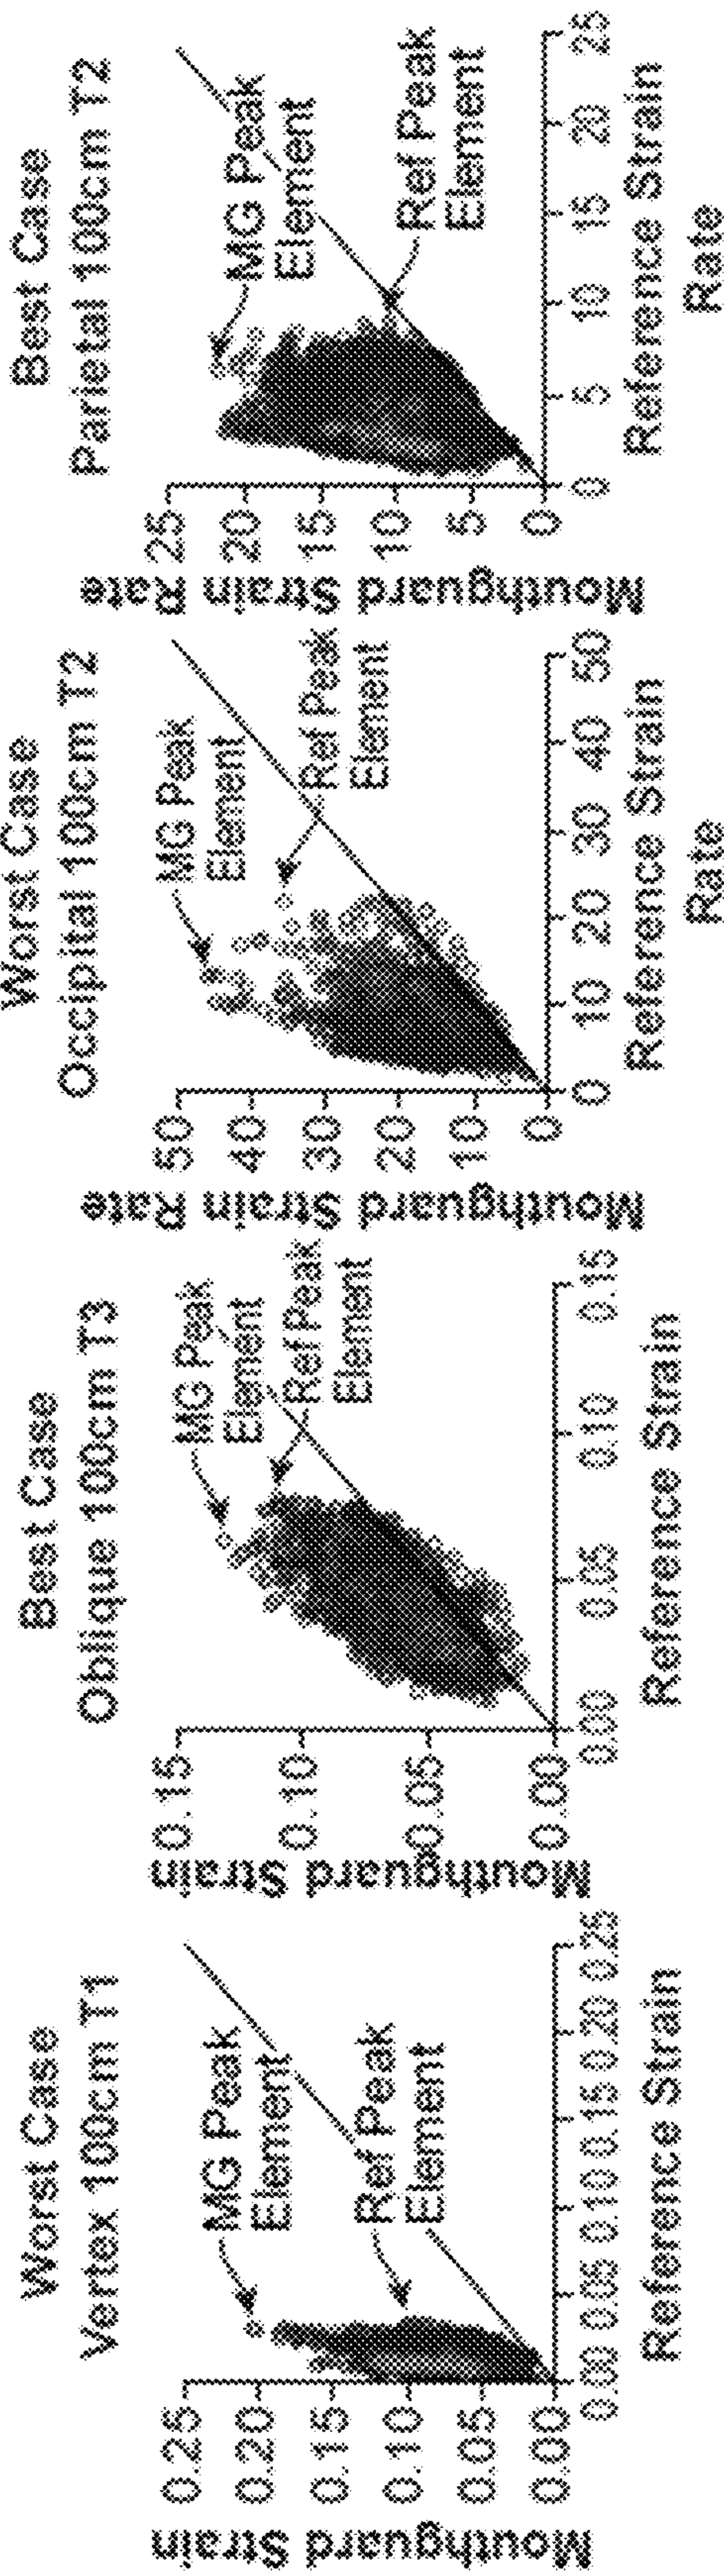 Worst Case
Vertex 100cm T1
Mouthguard Strain
0.25
0.20
0.15
0.10
0.05
0.00
MG Peak
Element
Ref Peak
Element
0.00 0.05 0.10 0.15 0.20 0.25
Reference Strain
Best Case
Oblique 100cm T3
Mouthguard Strain
0.15
0.10
0.05
0.00
MG Peak
Element
Ref Peak
Element
0.00 0.05 0.10 0.15
Reference Strain
Worst Case
Occipital 100cm T2
Mouthguard Strain Rate
50
40
30
20
10
0
MG Peak
Element
Ref Peak
Element
0 10 20 30 40 50
Reference Strain
Rate
Best Case
Parietal 100cm T2
Mouthguard Strain Rate
25
20
15
10
5
0
MG Peak
Element
Ref Peak
Element
0 5 10 15 20 25
Reference Strain
Rate